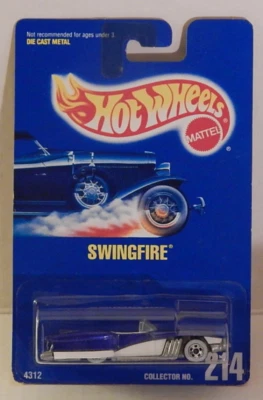 Not recommended for ages under 3.
DIE CAST METAL
Hot Wheels®
MATTEL
SWINGFIRE®
4312
COLLECTOR NO. 214